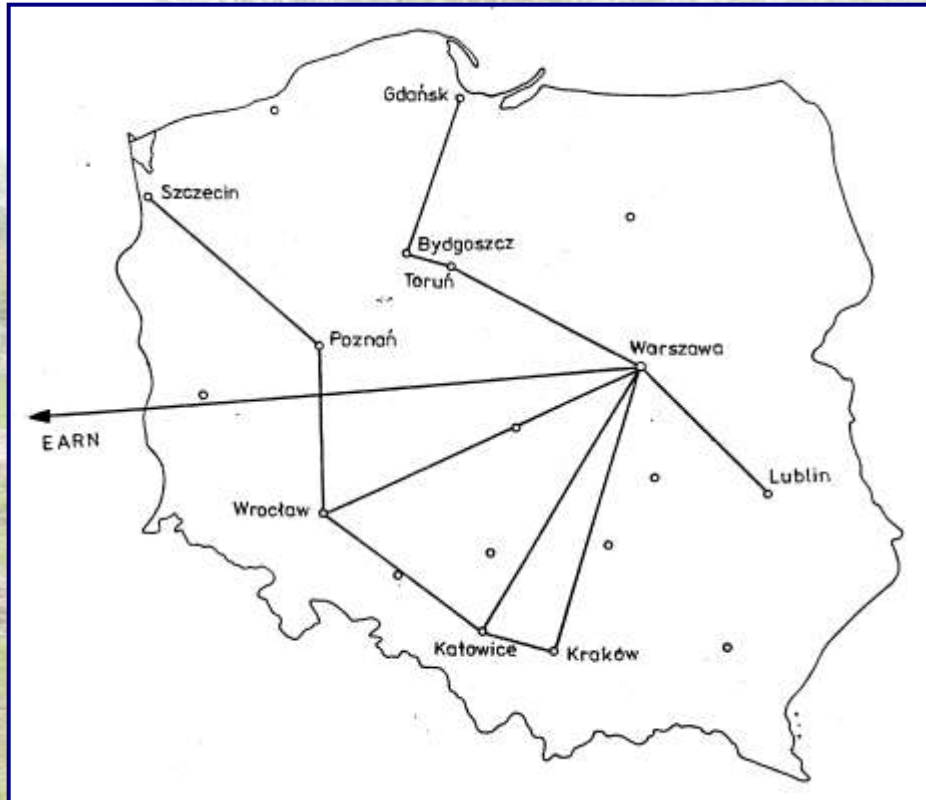 Gdańsk
Szczecin
Bydgoszcz
Toruń
Poznań
Warszawa
EARN
Lublin
Wrocław
Katowice
Kraków